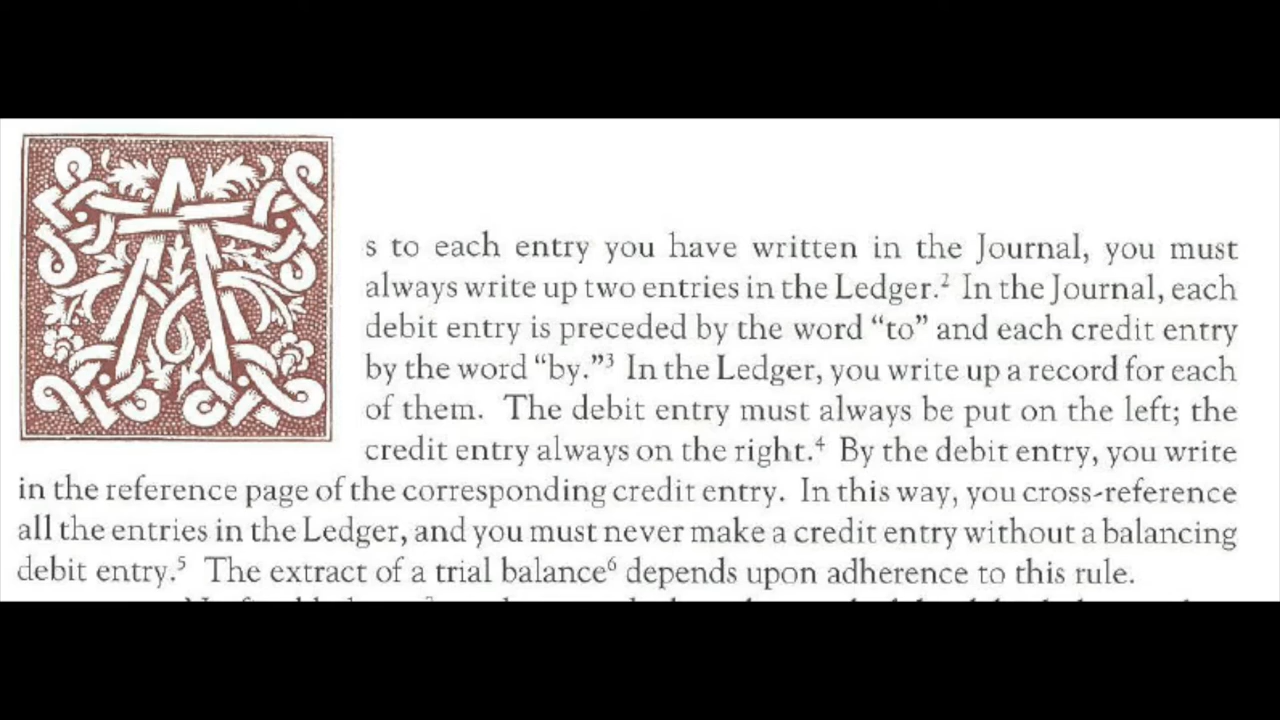 As to each entry you have written in the Journal, you must
always write up two entries in the Ledger.² In the Journal, each
debit entry is preceded by the word “to” and each credit entry
by the word “by.”³ In the Ledger, you write up a record for each
of them. The debit entry must always be put on the left; the
credit entry always on the right.⁴ By the debit entry, you write
in the reference page of the corresponding credit entry. In this way, you cross-reference
all the entries in the Ledger, and you must never make a credit entry without a balancing
debit entry.⁵ The extract of a trial balance⁶ depends upon adherence to this rule.